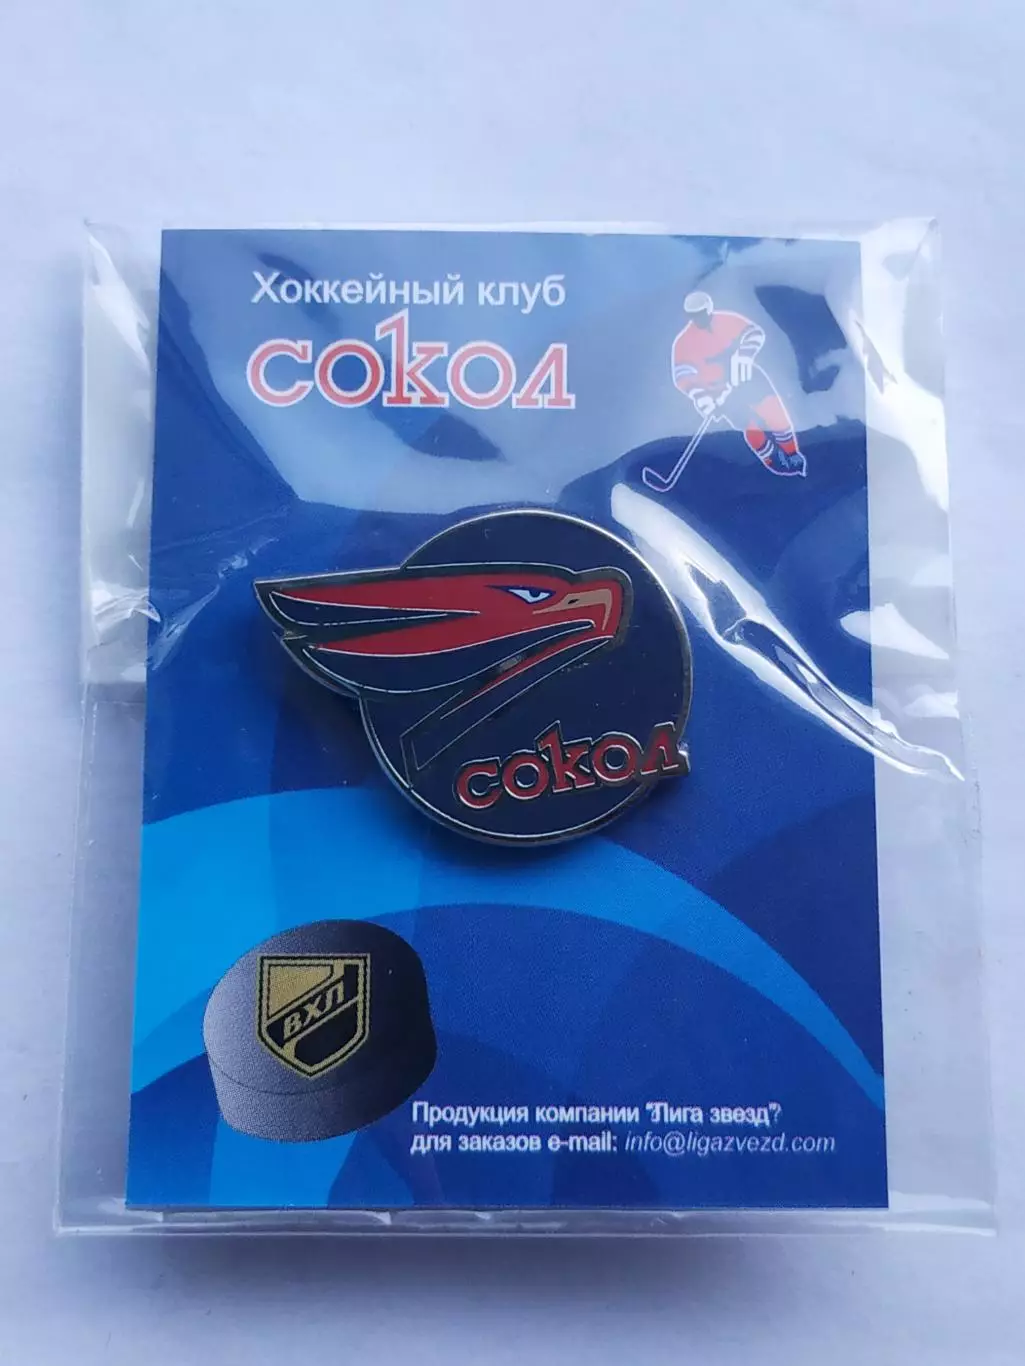 Хоккейный клуб
СОКОЛ
СОКОЛ
ВХЛ
Продукция компании "Лига звезд"
для заказов e-mail: info@ligazvezd.com